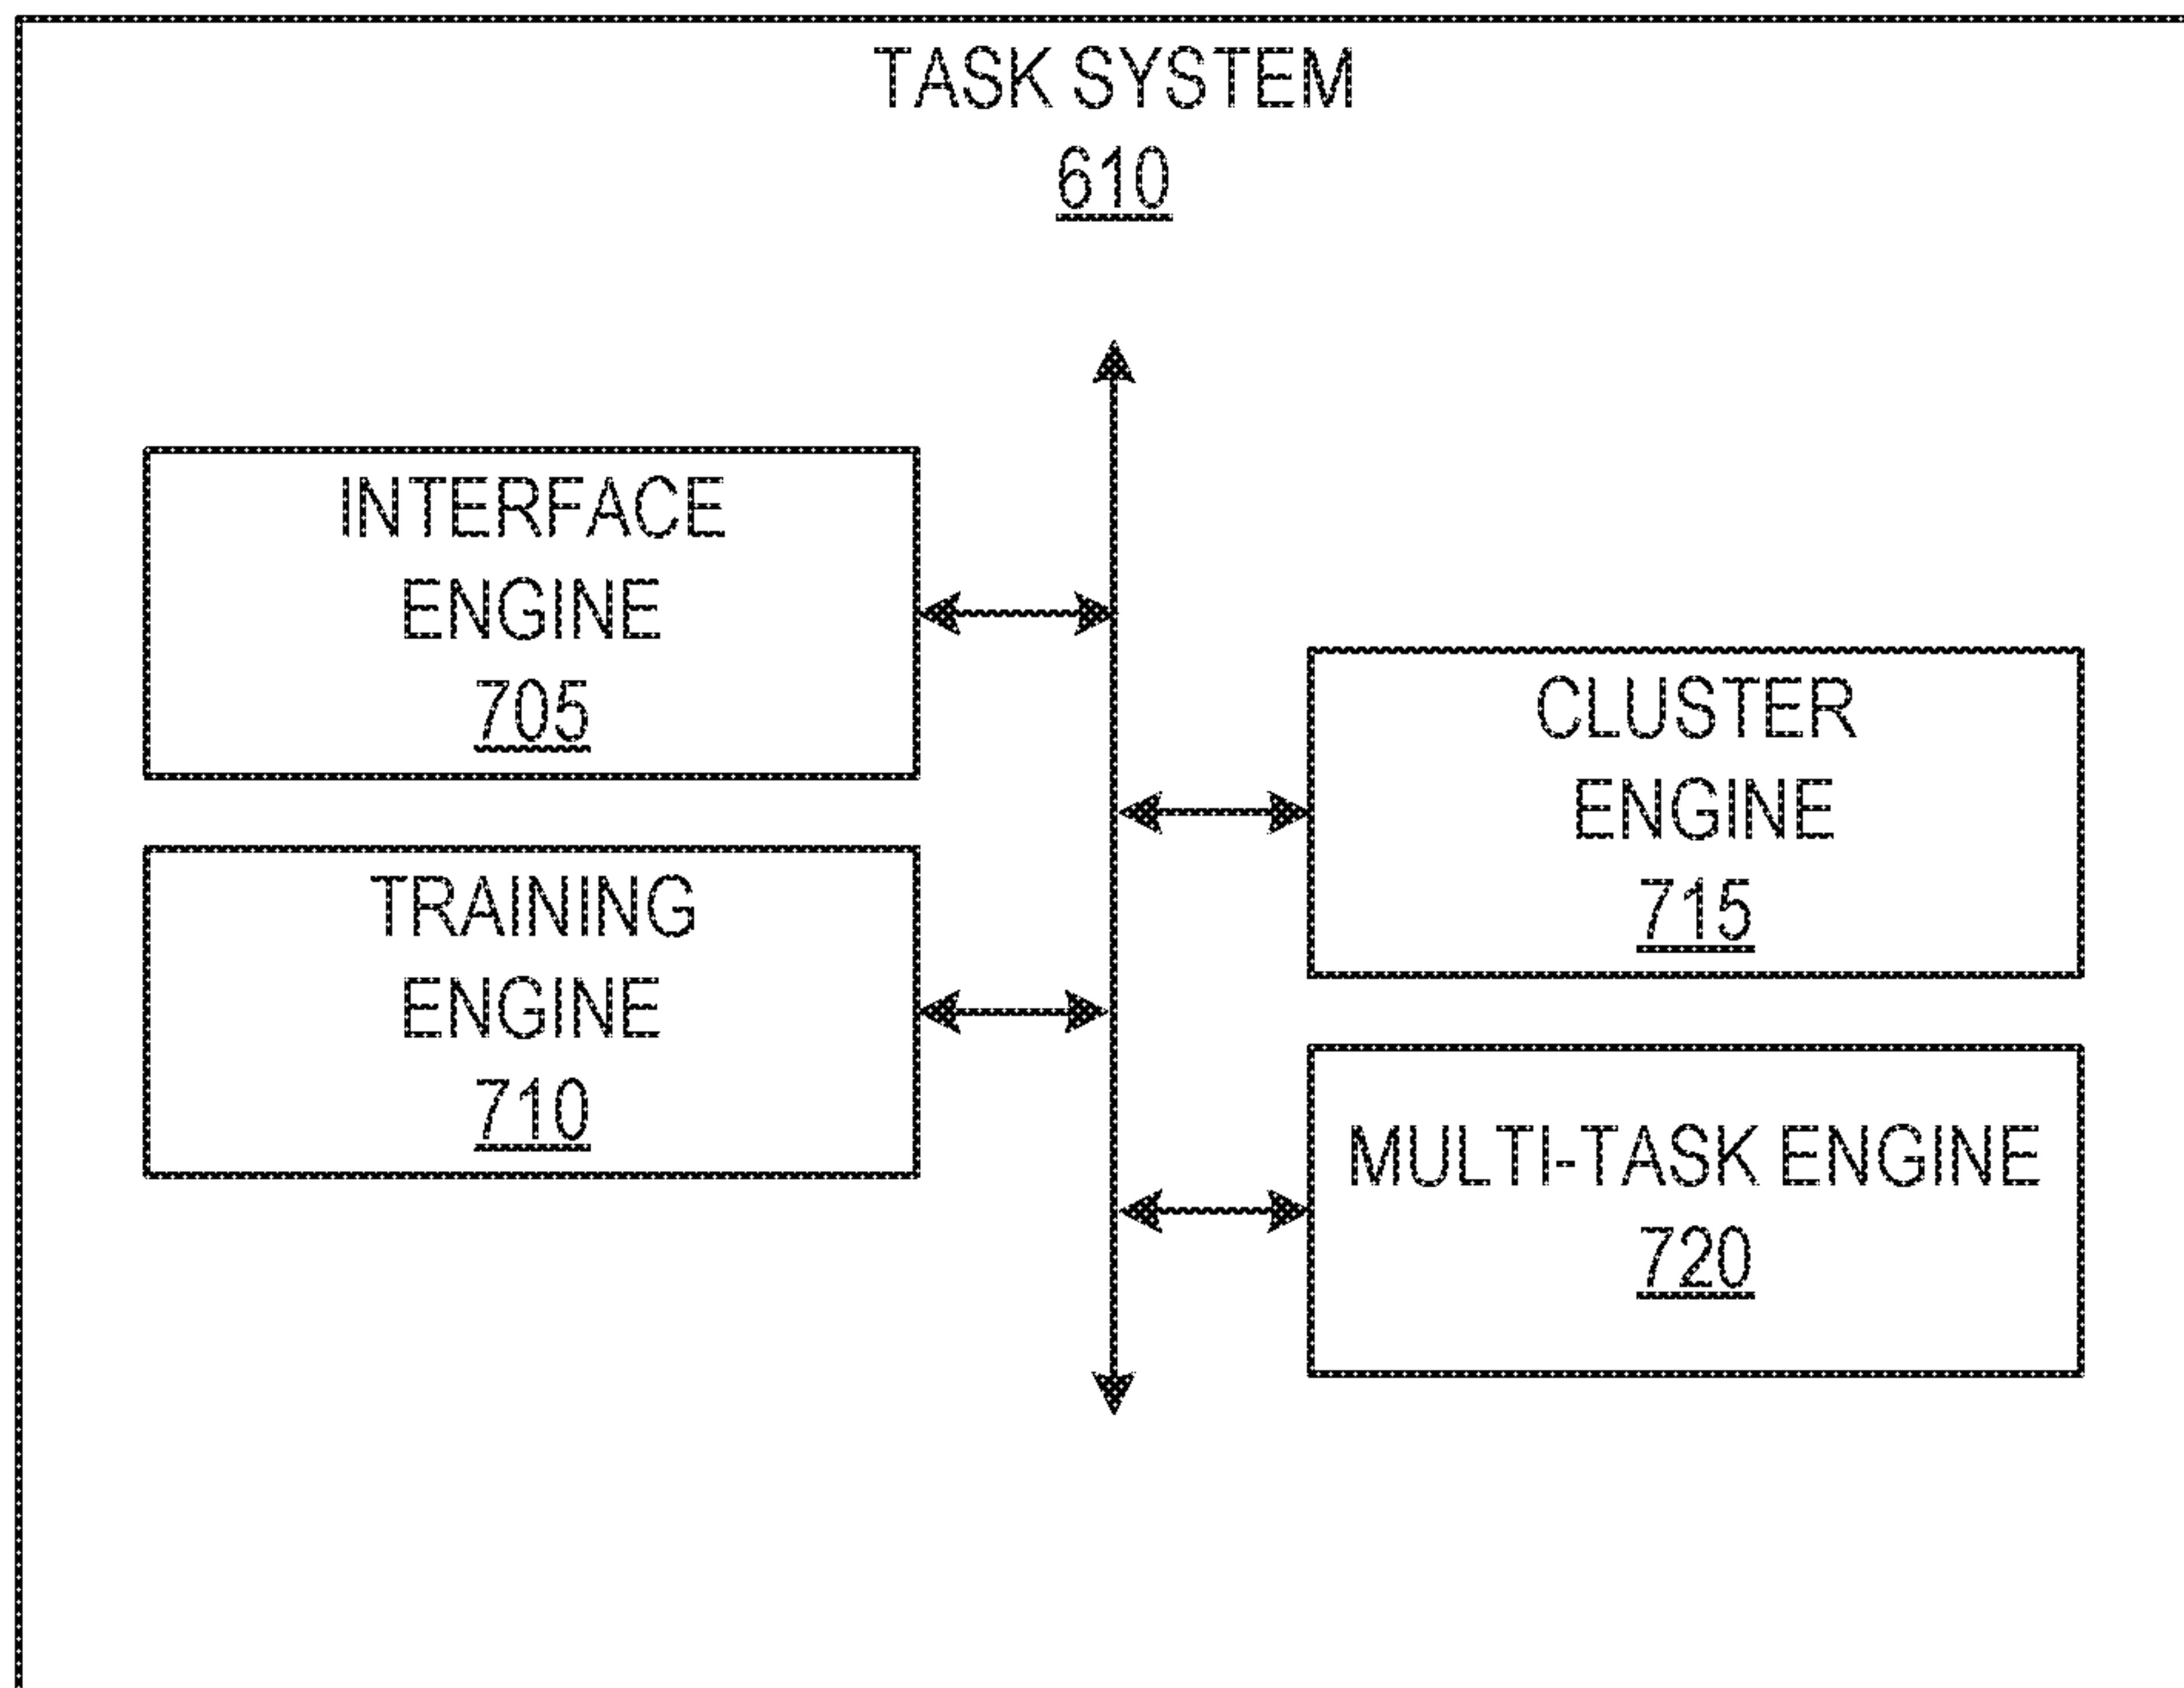 TASK SYSTEM
610
INTERFACE
ENGINE
705
TRAINING
ENGINE
710
CLUSTER
ENGINE
715
MULTI-TASK ENGINE
720